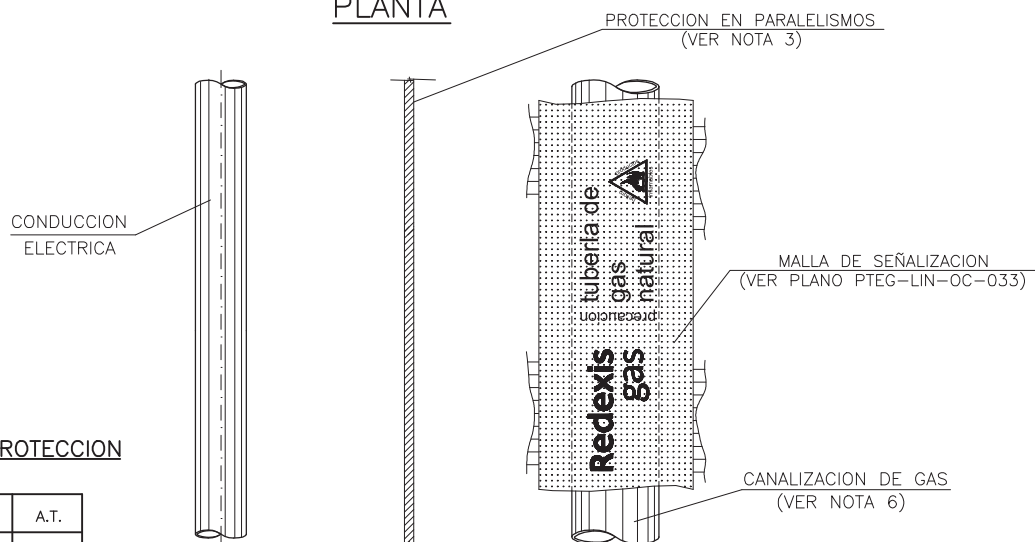 PLANTA
PROTECCION EN PARALELISMOS
(VER NOTA 3)
CONDUCCION
ELECTRICA
MALLA DE SEÑALIZACION
(VER PLANO PTEG-LIN-OC-033)
precaucion
tubería de
gas
natural
Redexis
gas
ROTECCION
A.T.
CANALIZACION DE GAS
(VER NOTA 6)